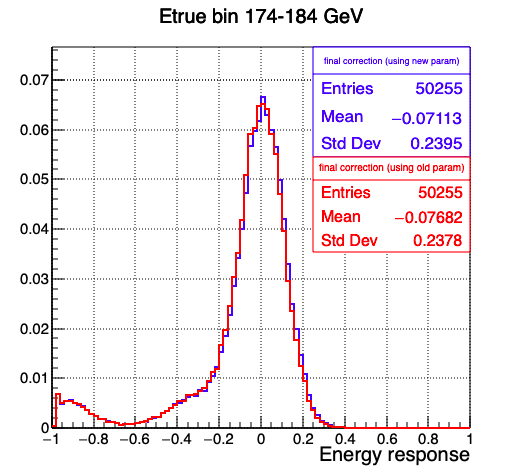 Etrue bin 174-184 GeV
final correction (using new param)
Entries 50255
Mean −0.07113
Std Dev 0.2395
final correction (using old param)
Entries 50255
Mean −0.07682
Std Dev 0.2378
0.07
0.06
0.05
0.04
0.03
0.02
0.01
0
−1 −0.8 −0.6 −0.4 −0.2 0 0.2 0.4 0.6 0.8 1
Energy response